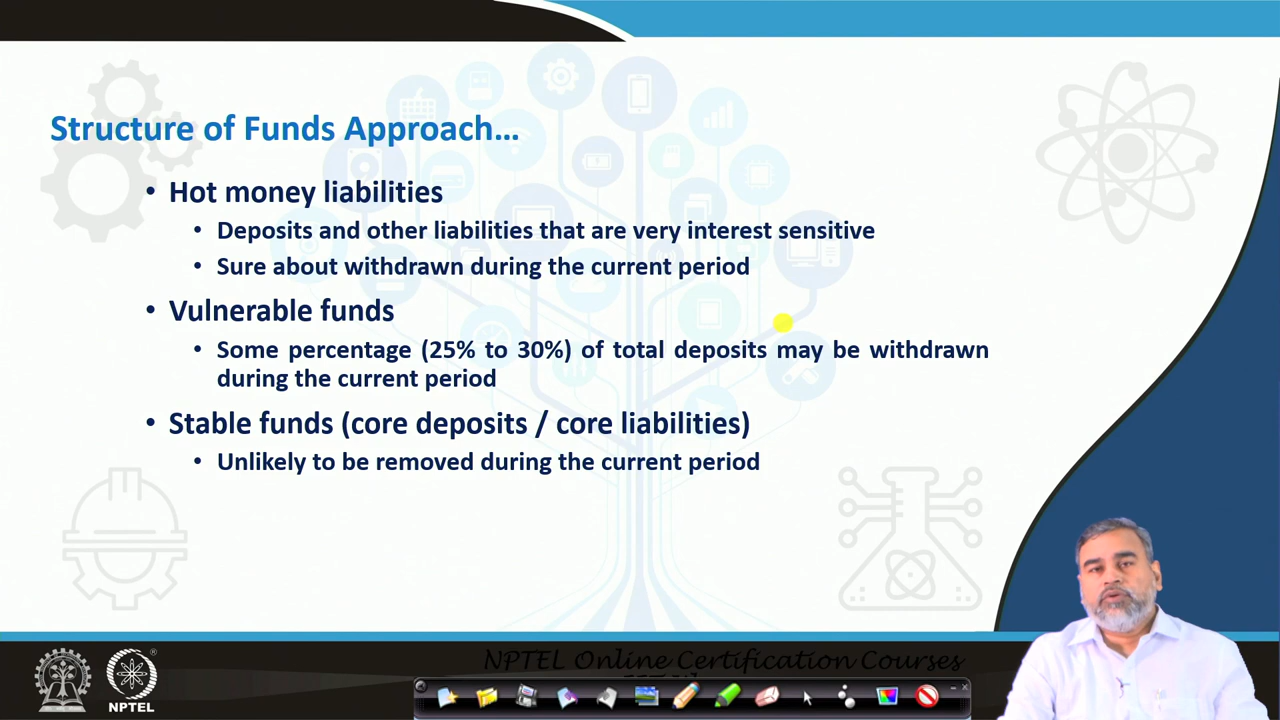 Structure of Funds Approach...
• Hot money liabilities
• Deposits and other liabilities that are very interest sensitive
• Sure about withdrawn during the current period
• Vulnerable funds
• Some percentage (25% to 30%) of total deposits may be withdrawn
during the current period
• Stable funds (core deposits / core liabilities)
• Unlikely to be removed during the current period
NPTEL Online Certification Courses
NPTEL